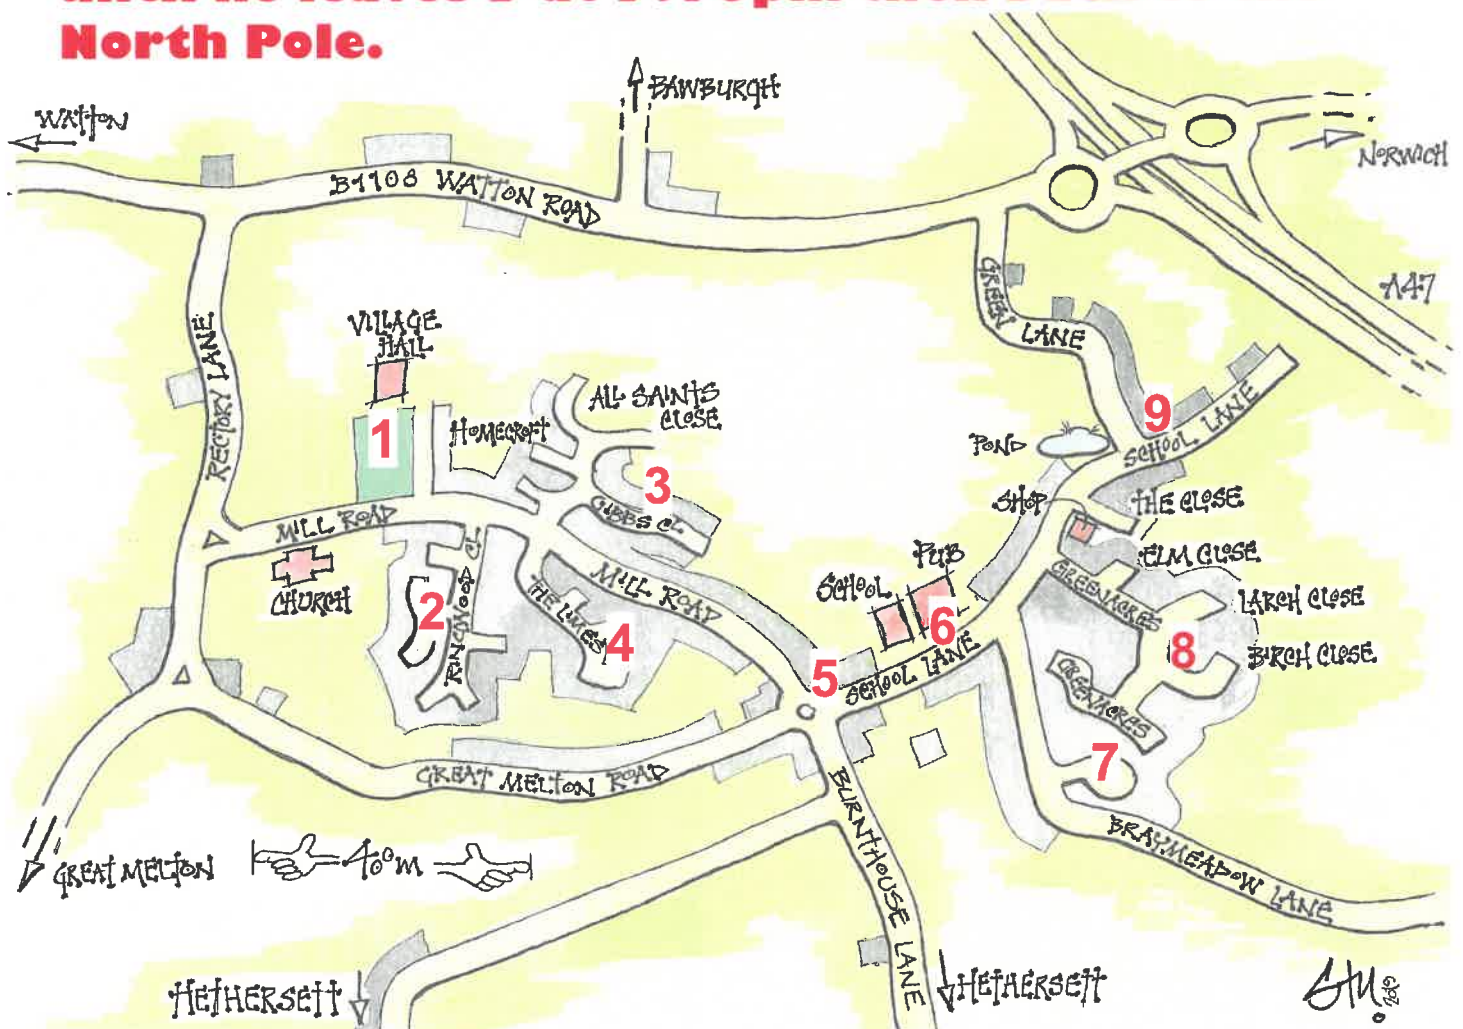 North Pole.
BAWBURGH
WATTON
NORWICH
B1108 WATTON ROAD
A47
GREEN LANE
VILLAGE
HALL
RECTORY LANE
ALL SAINTS
CLOSE
HOMECROFT
1
9
SCHOOL LANE
POND
3
SHOP
THE CLOSE
GIBBS CL
MILL ROAD
PUB
ELM CLOSE
CHURCH
2
RINGWOOD CL
THE LIMES
4
MILL ROAD
SCHOOL
6
GREENACRES
LARCH CLOSE
8
BIRCH CLOSE
5
SCHOOL LANE
GREENACRES
7
GREAT MELTON ROAD
BURNTHOUSE LANE
BRAYMEADOW LANE
GREAT MELTON
400m
HETHERSETT
HETHERSETT
2019